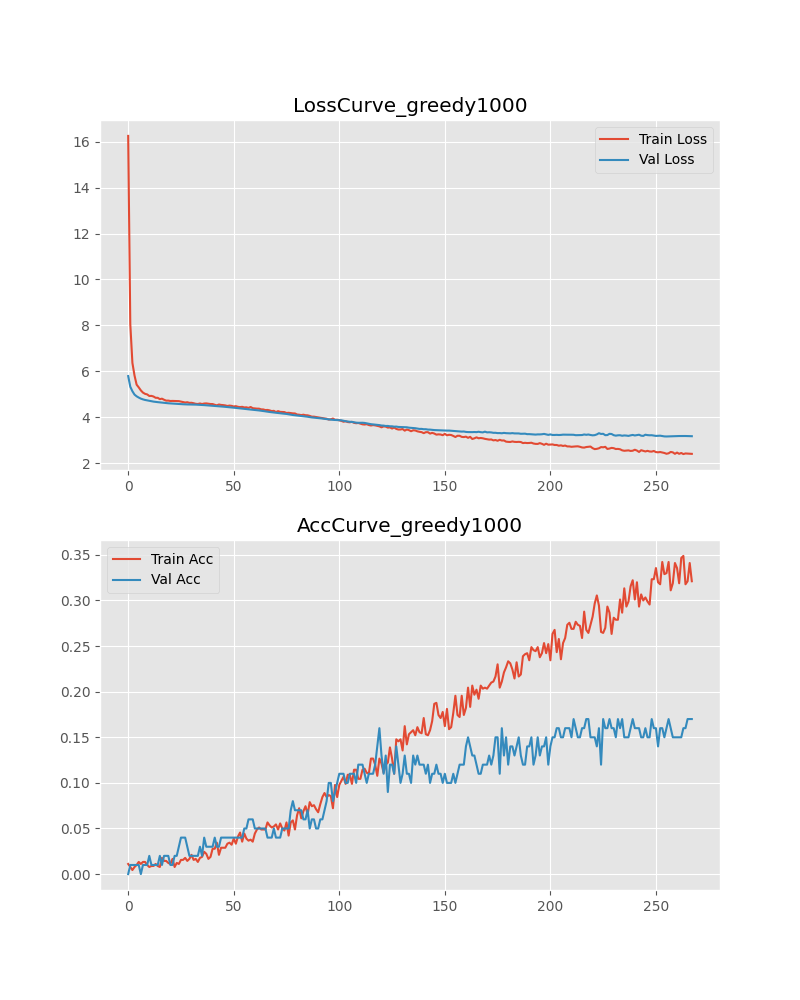 LossCurve_greedy1000
16
14
12
10
8
6
4
2
Train Loss
Val Loss
0 50 100 150 200 250
AccCurve_greedy1000
0.35
0.30
0.25
0.20
0.15
0.10
0.05
0.00
Train Acc
Val Acc
0 50 100 150 200 250